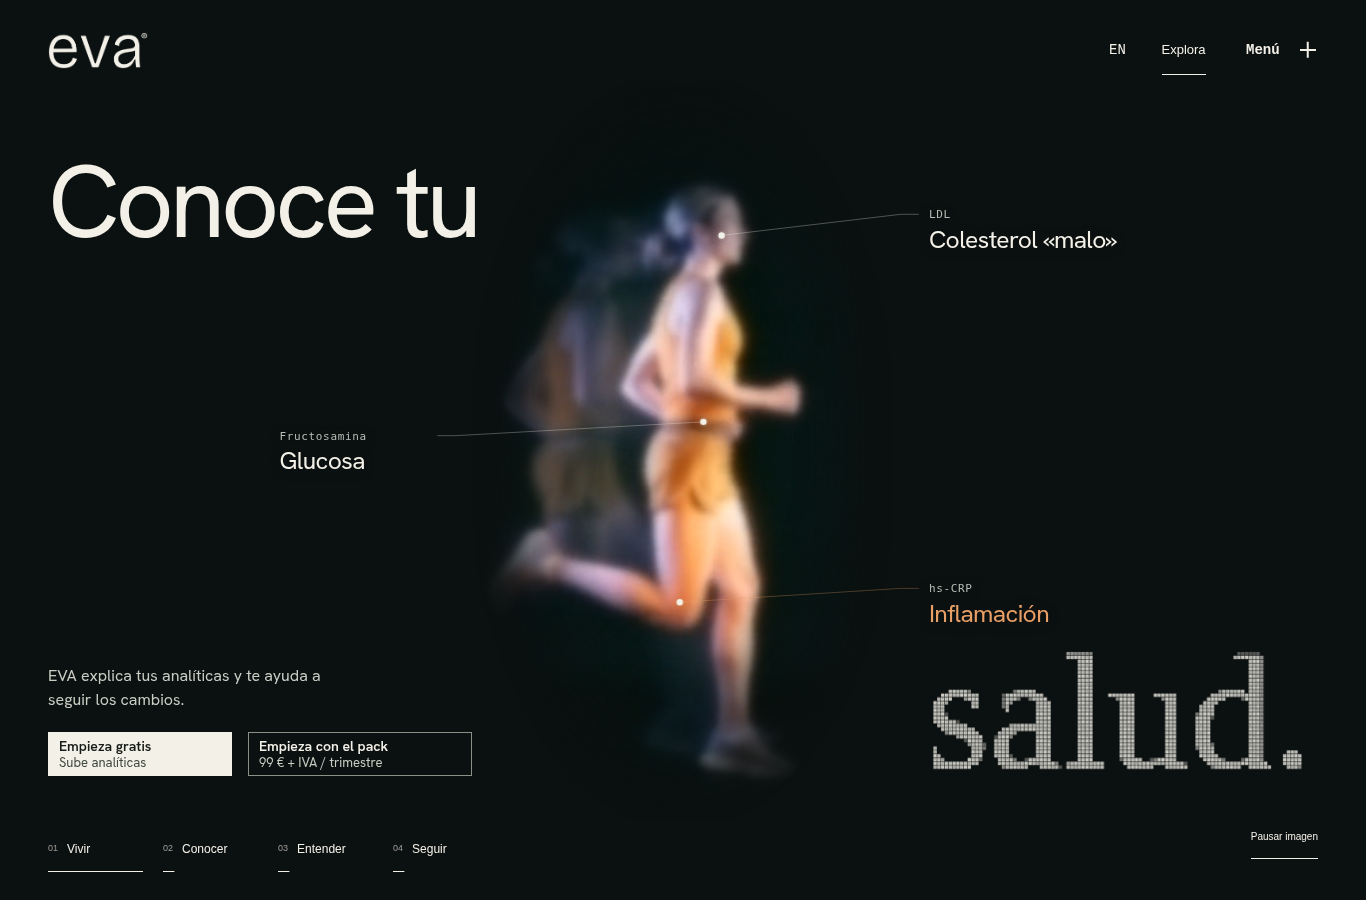 eva®
EN
Explora
Menú
Conoce tu
LDL
Colesterol «malo»
Fructosamina
Glucosa
hs-CRP
Inflamación
salud.
EVA explica tus analíticas y te ayuda a
seguir los cambios.
Empieza gratis
Sube analíticas
Empieza con el pack
99 € + IVA / trimestre
01 Vivir
02 Conocer
03 Entender
04 Seguir
Pausar imagen